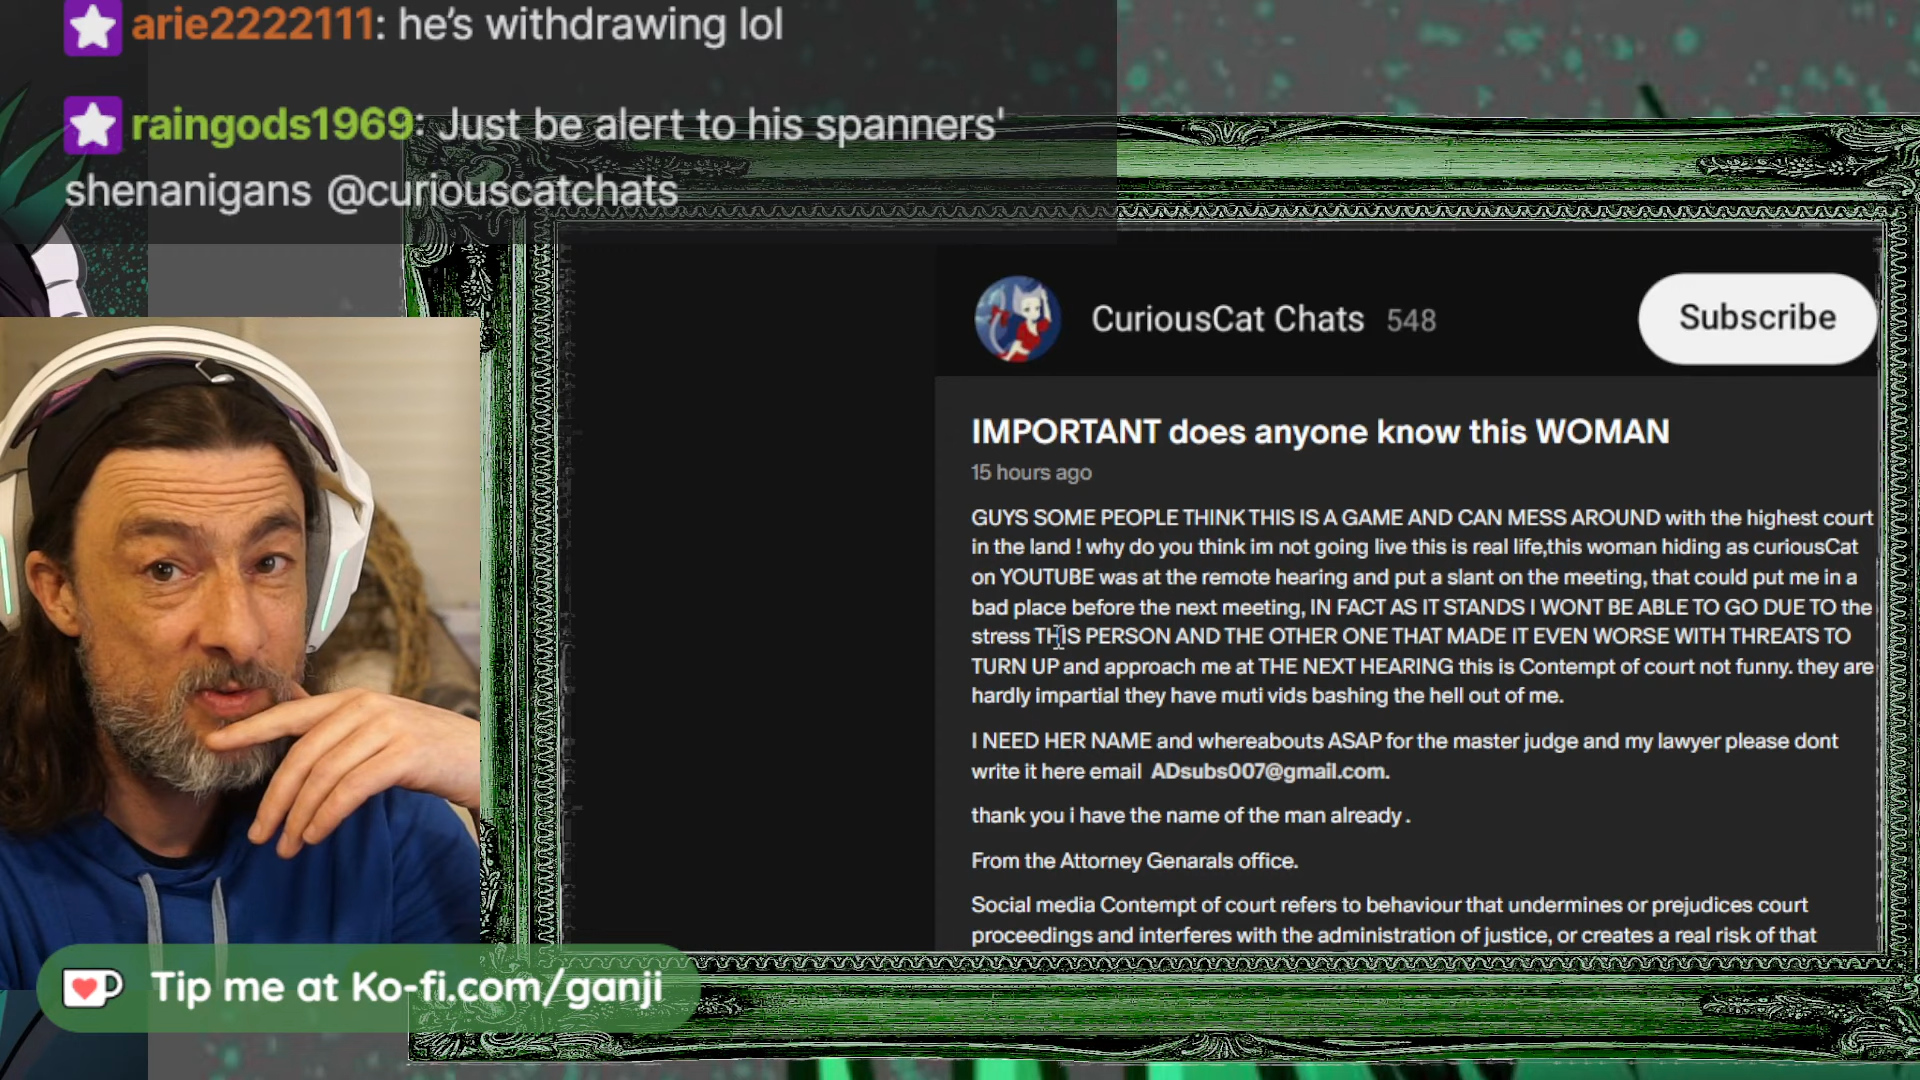 arie2222111: he's withdrawing lol
raingods1969: Just be alert to his spanners'
shenanigans @curiouscatchats
CuriousCat Chats 548
Subscribe
IMPORTANT does anyone know this WOMAN
15 hours ago
GUYS SOME PEOPLE THINK THIS IS A GAME AND CAN MESS AROUND with the highest court
in the land ! why do you think im not going live this is real life,this woman hiding as curiousCat
on YOUTUBE was at the remote hearing and put a slant on the meeting, that could put me in a
bad place before the next meeting, IN FACT AS IT STANDS I WONT BE ABLE TO GO DUE TO the
stress THIS PERSON AND THE OTHER ONE THAT MADE IT EVEN WORSE WITH THREATS TO
TURN UP and approach me at THE NEXT HEARING this is Contempt of court not funny. they are
hardly impartial they have muti vids bashing the hell out of me.
I NEED HER NAME and whereabouts ASAP for the master judge and my lawyer please dont
write it here email ADsubs007@gmail.com.
thank you i have the name of the man already .
From the Attorney Genarals office.
Social media Contempt of court refers to behaviour that undermines or prejudices court
proceedings and interferes with the administration of justice, or creates a real risk of that
Tip me at Ko-fi.com/ganji